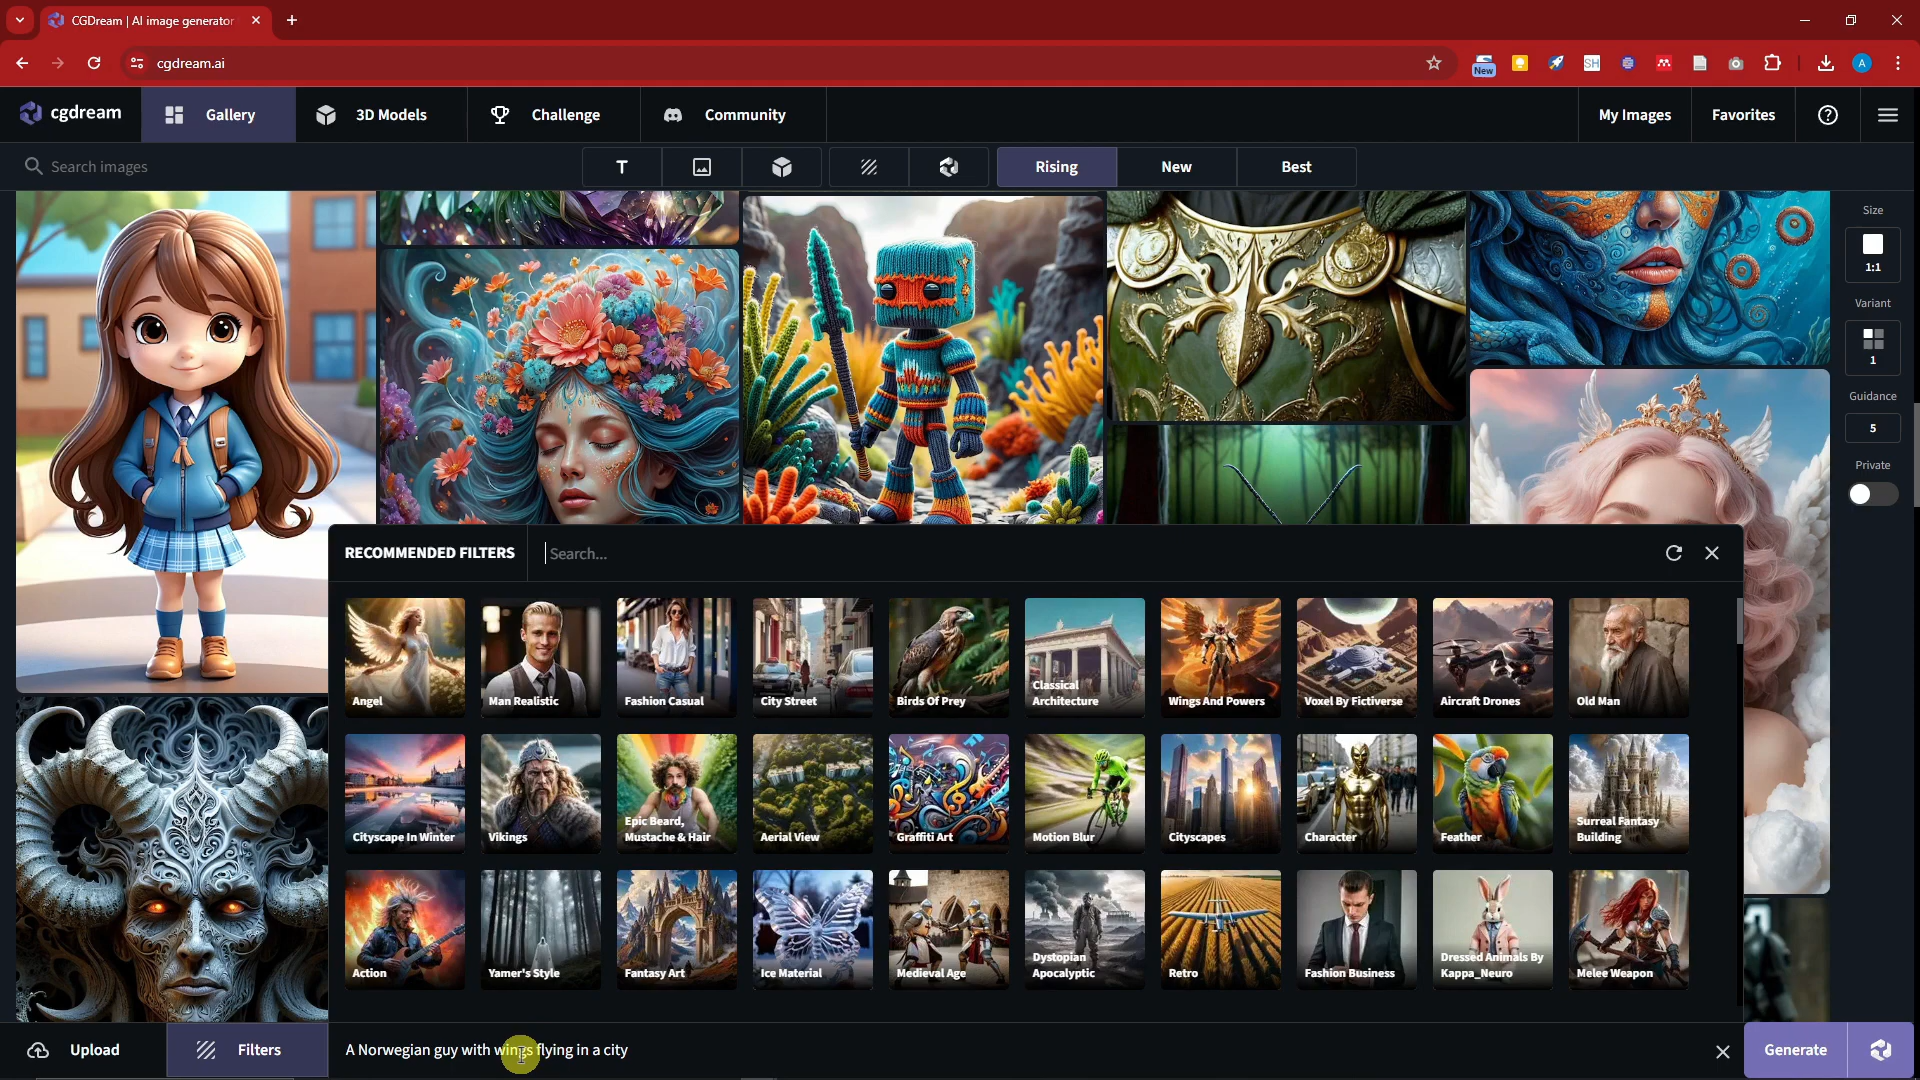 CGDream | AI image generator
cgdream.ai
New
SH
A
cgdream
Gallery
3D Models
Challenge
Community
My Images
Favorites
Search images
T
Rising
New
Best
Size
1:1
Variant
1
Guidance
5
Private
RECOMMENDED FILTERS
Search...
Angel
Man Realistic
Fashion Casual
City Street
Birds Of Prey
Classical
Architecture
Wings And Powers
Voxel By Fictiverse
Aircraft Drones
Old Man
Cityscape In Winter
Vikings
Epic Beard,
Mustache & Hair
Aerial View
Graffiti Art
Motion Blur
Cityscapes
Character
Feather
Surreal Fantasy
Building
Action
Yamer's Style
Fantasy Art
Ice Material
Medieval Age
Dystopian
Apocalyptic
Retro
Fashion Business
Dressed Animals By
Kappa_Neuro
Melee Weapon
Upload
Filters
A Norwegian guy with wings flying in a city
Generate